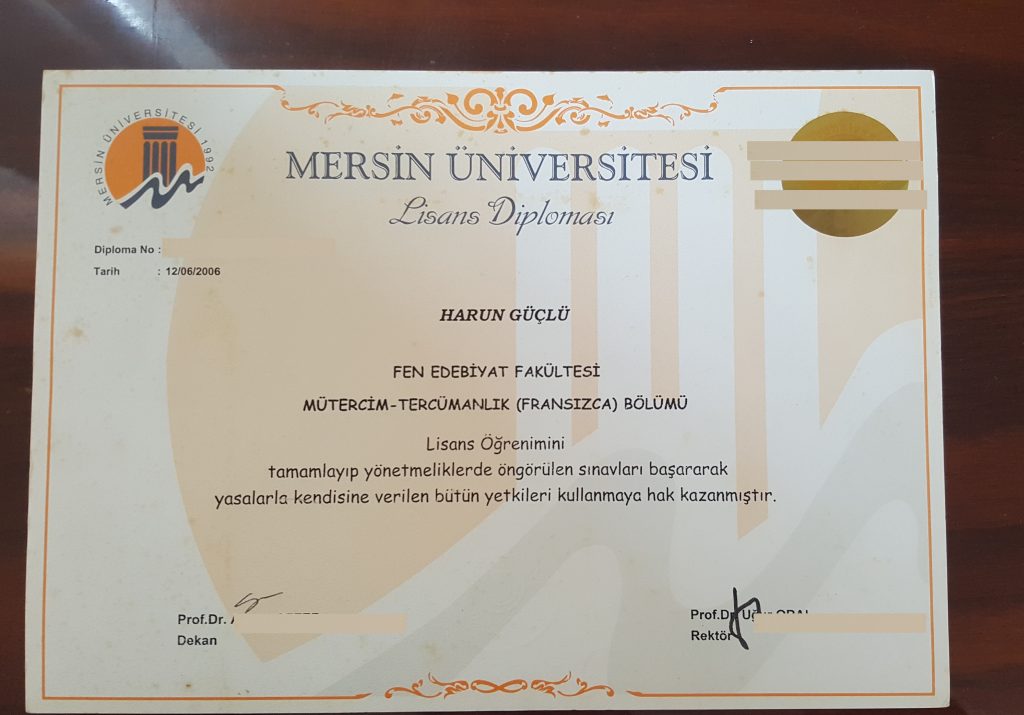 MERSİN ÜNİVERSİTESİ 1992
MERSİN ÜNİVERSİTESİ
Lisans Diploması
Diploma No :
Tarih : 12/06/2006
HARUN GÜÇLÜ
FEN EDEBİYAT FAKÜLTESİ
MÜTERCİM-TERCÜMANLIK (FRANSIZCA) BÖLÜMÜ
Lisans Öğrenimini
tamamlayıp yönetmeliklerde öngörülen sınavları başararak
yasalarla kendisine verilen bütün yetkileri kullanmaya hak kazanmıştır.
Prof.Dr.
Dekan
Prof.Dr. Uğur
Rektör